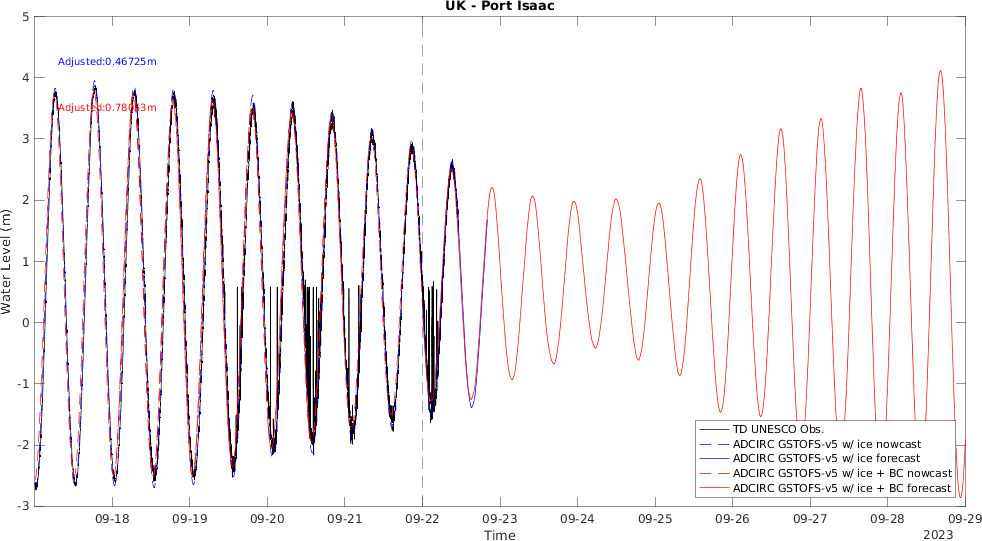 UK - Port Isaac
5
4
3
2
1
0
-1
-2
-3
Water Level (m)
Adjusted:0.46725m
TD UNESCO Obs.
ADCIRC GSTOFS-v5 w/ ice nowcast
ADCIRC GSTOFS-v5 w/ ice forecast
ADCIRC GSTOFS-v5 w/ ice + BC nowcast
ADCIRC GSTOFS-v5 w/ ice + BC forecast
09-18 09-19 09-20 09-21 09-22 09-23 09-24 09-25 09-26 09-27 09-28 09-29
Time
2023